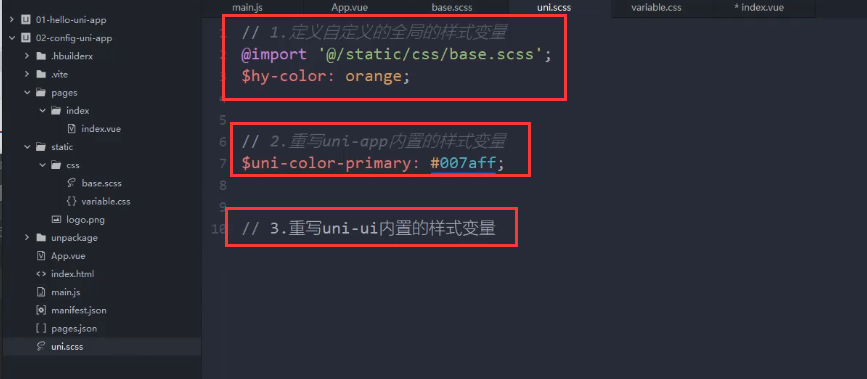 main.js
App.vue
base.scss
uni.scss
variable.css
* index.vue
01-hello-uni-app
02-config-uni-app
.hbuilderx
.vite
pages
index
index.vue
static
css
base.scss
variable.css
logo.png
unpackage
App.vue
index.html
main.js
manifest.json
pages.json
uni.scss
1 // 1.定义自定义的全局的样式变量
2 @import '@/static/css/base.scss';
3 $hy-color: orange;
4
5
6 // 2.重写uni-app内置的样式变量
7 $uni-color-primary: #007aff;
8
9
10 // 3.重写uni-ui内置的样式变量